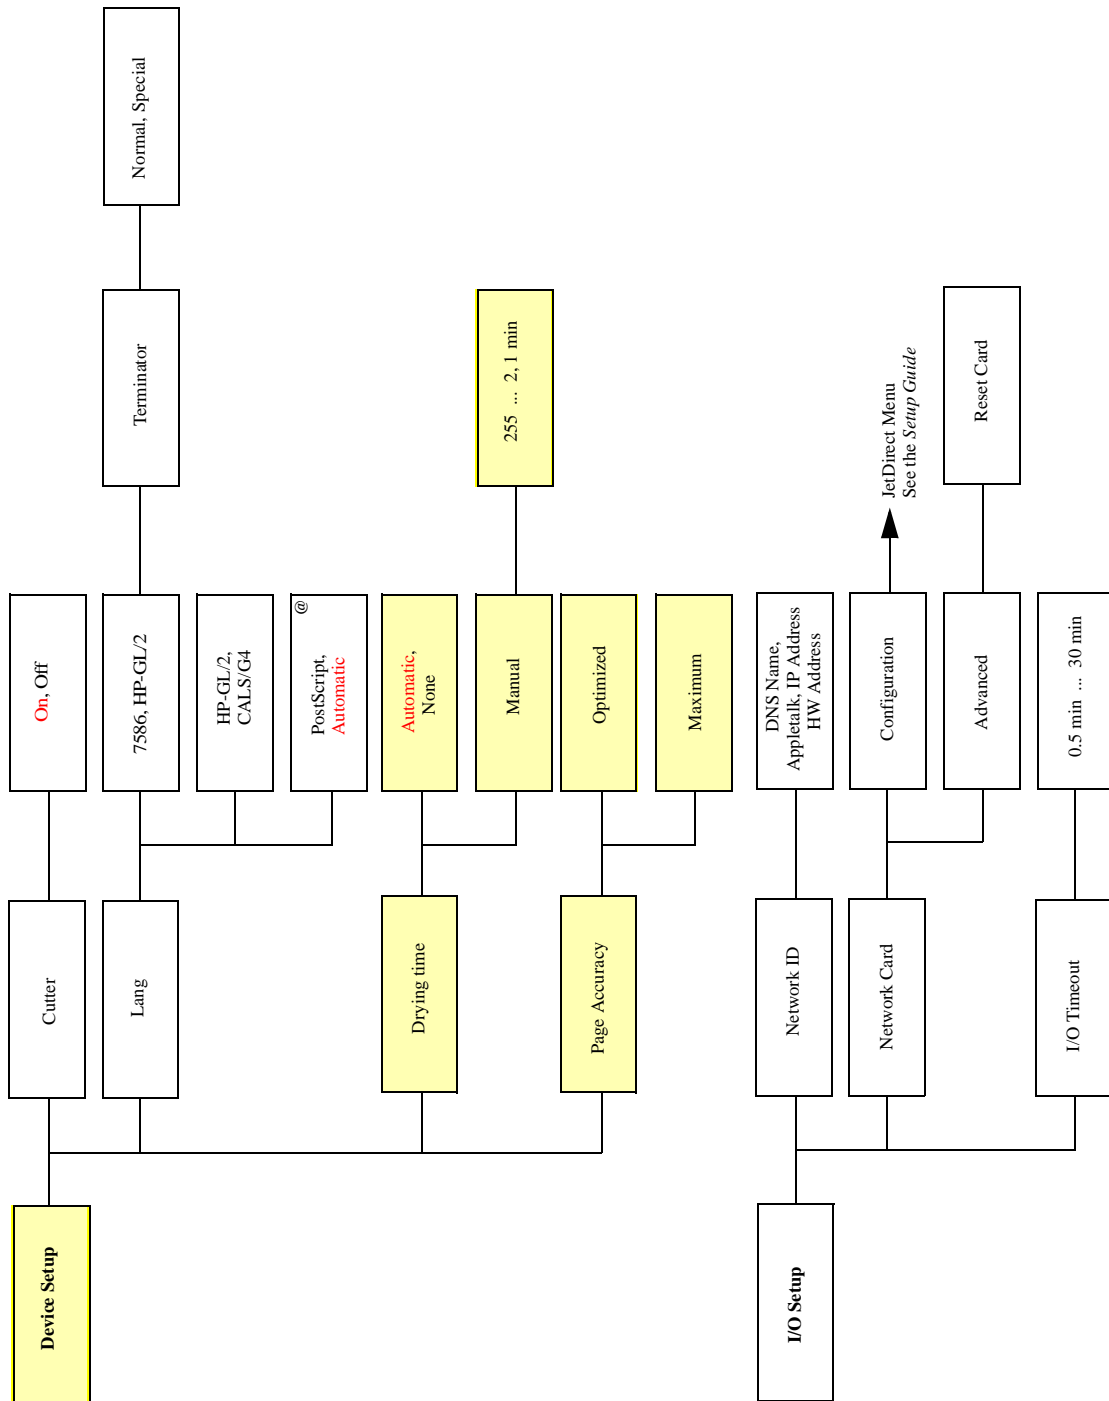 Device Setup
Cutter
On, Off
Lang
7586, HP-GL/2
Terminator
Normal, Special
HP-GL/2,
CALS/G4
@
PostScript,
Automatic
Drying time
Automatic,
None
Manual
255 ... 2, 1 min
Page Accuracy
Optimized
Maximum
I/O Setup
Network ID
DNS Name,
Appletalk, IP Address
HW Address
Network Card
Configuration
JetDirect Menu
See the Setup Guide
Advanced
Reset Card
I/O Timeout
0.5 min ... 30 min